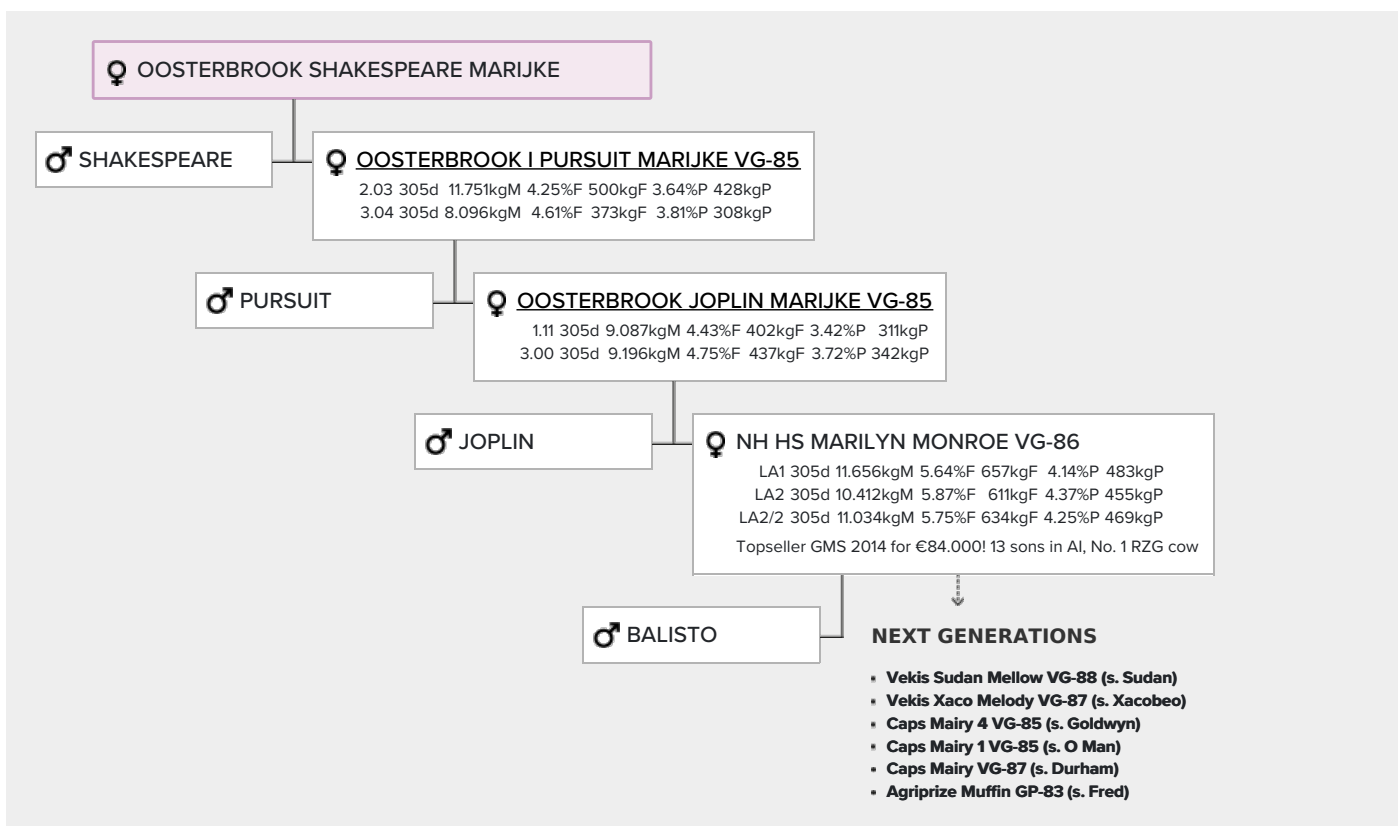 ♀ OOSTERBROOK SHAKESPEARE MARIJKE
♂ SHAKESPEARE
♀ OOSTERBROOK I PURSUIT MARIJKE VG-85
2.03 305d 11.751kgM 4.25%F 500kgF 3.64%P 428kgP
3.04 305d 8.096kgM 4.61%F 373kgF 3.81%P 308kgP
♂ PURSUIT
♀ OOSTERBROOK JOPLIN MARIJKE VG-85
1.11 305d 9.087kgM 4.43%F 402kgF 3.42%P 311kgP
3.00 305d 9.196kgM 4.75%F 437kgF 3.72%P 342kgP
♂ JOPLIN
♀ NH HS MARILYN MONROE VG-86
LA1 305d 11.656kgM 5.64%F 657kgF 4.14%P 483kgP
LA2 305d 10.412kgM 5.87%F 611kgF 4.37%P 455kgP
LA2/2 305d 11.034kgM 5.75%F 634kgF 4.25%P 469kgP
Topseller GMS 2014 for €84.000! 13 sons in AI, No. 1 RZG cow
♂ BALISTO
NEXT GENERATIONS
▪ Vekis Sudan Mellow VG-88 (s. Sudan)
▪ Vekis Xaco Melody VG-87 (s. Xacobeo)
▪ Caps Mairy 4 VG-85 (s. Goldwyn)
▪ Caps Mairy 1 VG-85 (s. O Man)
▪ Caps Mairy VG-87 (s. Durham)
▪ Agriprize Muffin GP-83 (s. Fred)